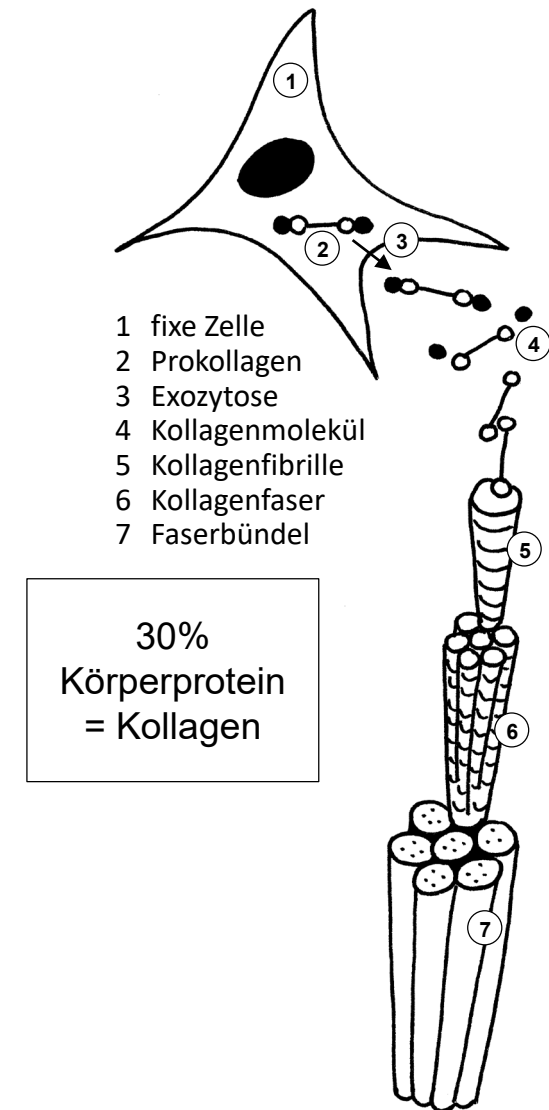 1
2
3
4
1 fixe Zelle
2 Prokollagen
3 Exozytose
4 Kollagenmolekül
5 Kollagenfibrille
6 Kollagenfaser
7 Faserbündel
5
30%
Körperprotein
= Kollagen
6
7